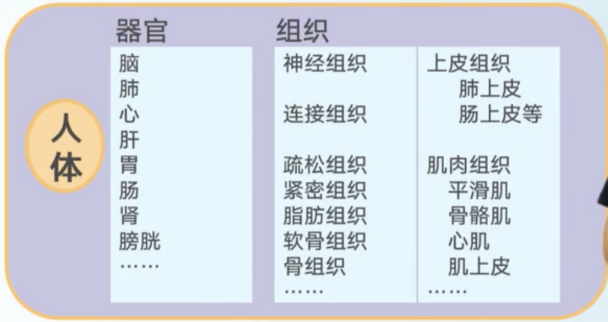 器官
组织
人体
脑
肺
心
肝
胃
肠
肾
膀胱
……
神经组织
连接组织
疏松组织
紧密组织
脂肪组织
软骨组织
骨组织
……
上皮组织
肺上皮
肠上皮等
肌肉组织
平滑肌
骨骼肌
心肌
肌上皮
……